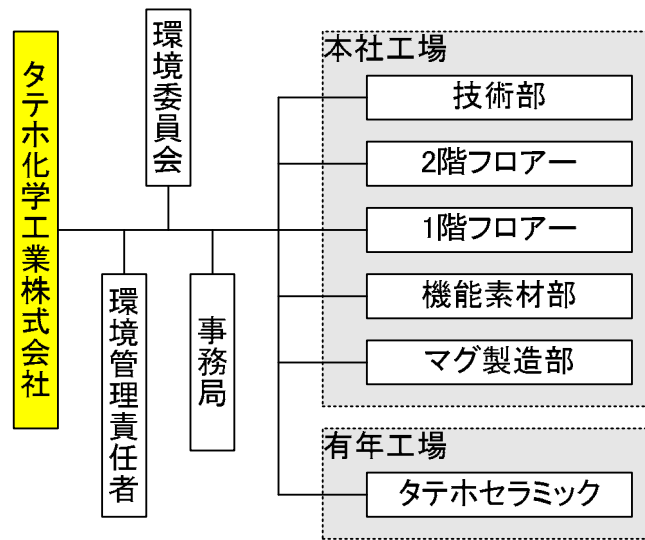 タテホ化学工業株式会社
環境委員会
環境管理責任者
事務局
本社工場
技術部
2階フロアー
1階フロアー
機能素材部
マグ製造部
有年工場
タテホセラミック